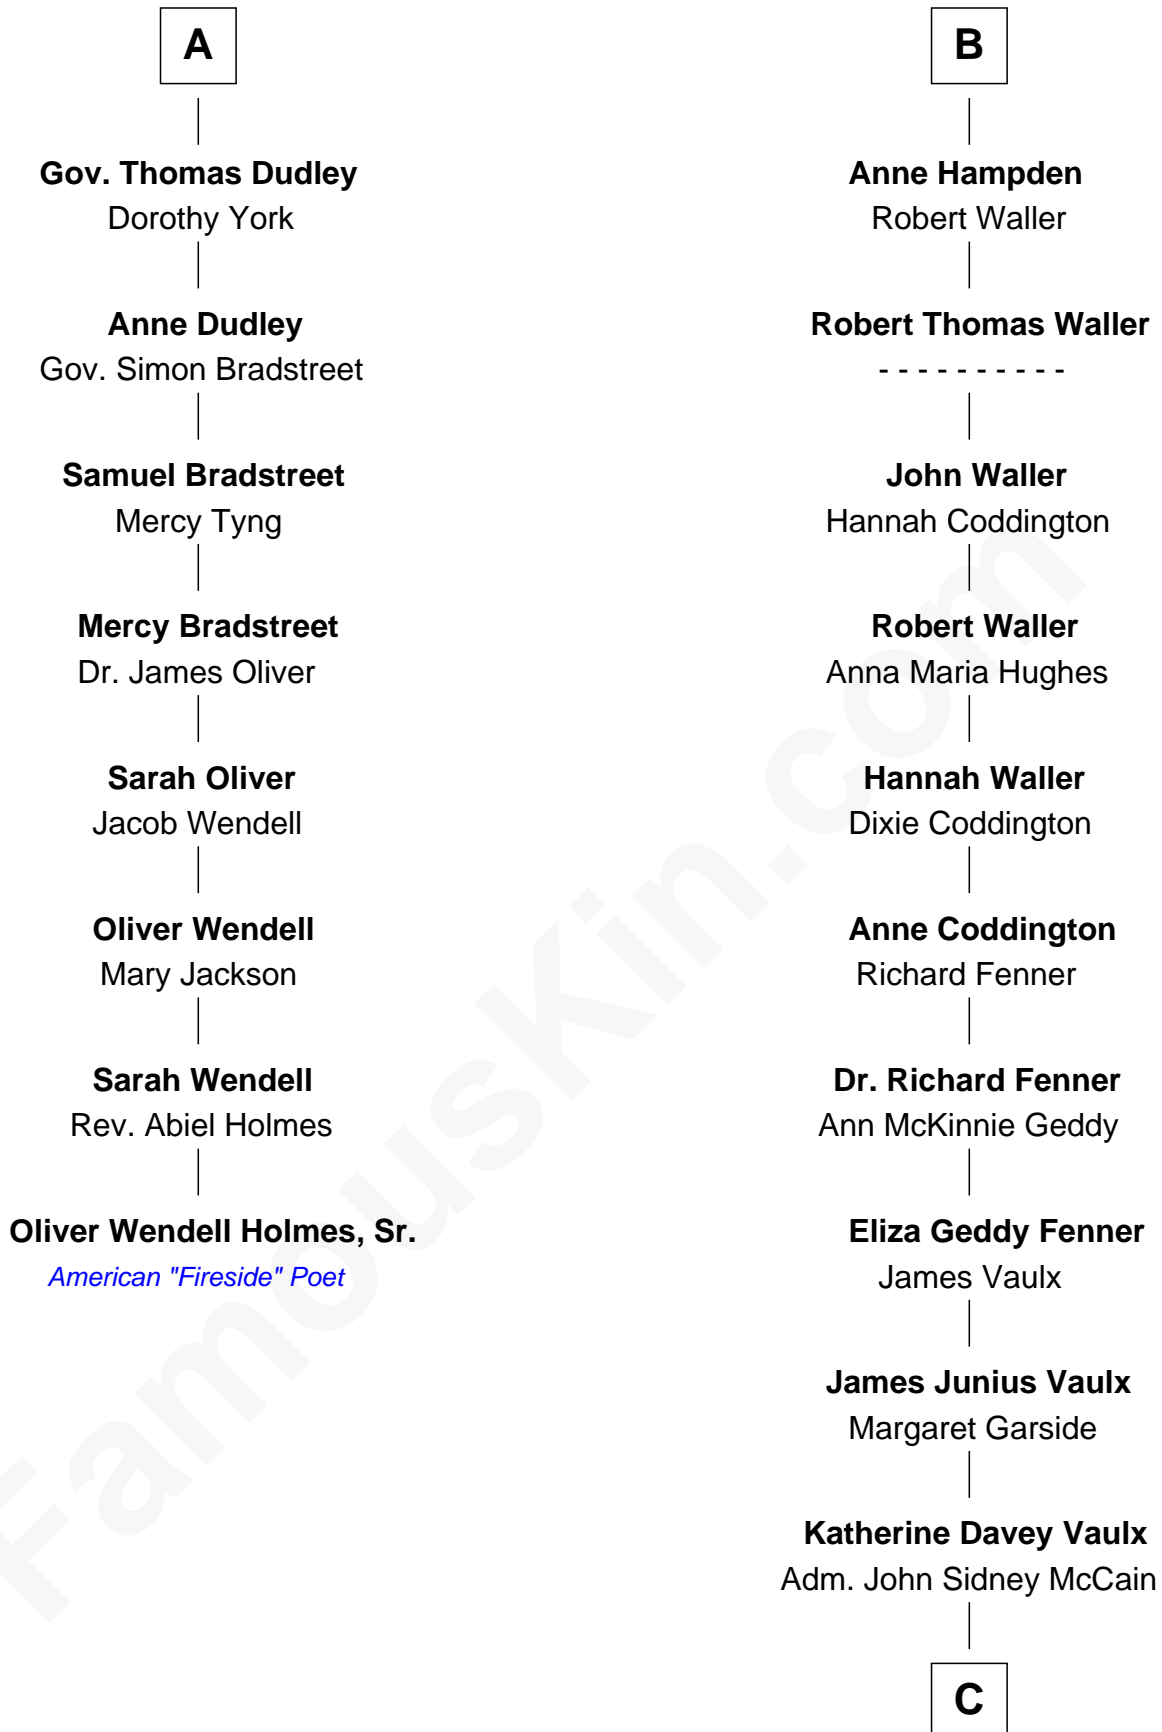 A
Gov. Thomas Dudley
Dorothy York
Anne Dudley
Gov. Simon Bradstreet
Samuel Bradstreet
Mercy Tyng
Mercy Bradstreet
Dr. James Oliver
Sarah Oliver
Jacob Wendell
Oliver Wendell
Mary Jackson
Sarah Wendell
Rev. Abiel Holmes
Oliver Wendell Holmes, Sr.
American "Fireside" Poet
B
Anne Hampden
Robert Waller
Robert Thomas Waller
- - - - - - - - - -
John Waller
Hannah Coddington
Robert Waller
Anna Maria Hughes
Hannah Waller
Dixie Coddington
Anne Coddington
Richard Fenner
Dr. Richard Fenner
Ann McKinnie Geddy
Eliza Geddy Fenner
James Vaulx
James Junius Vaulx
Margaret Garside
Katherine Davey Vaulx
Adm. John Sidney McCain
C
FamousKin.com